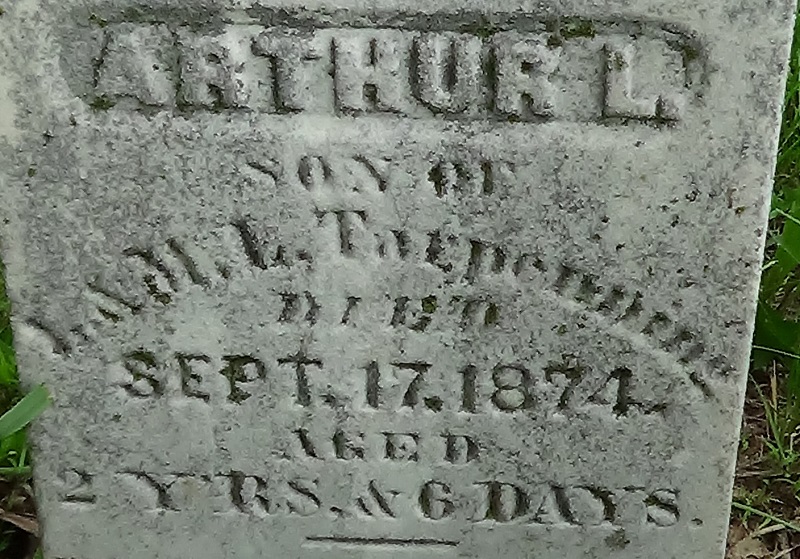 ARTHUR L.
SON OF
M. L.
DIED
SEPT. 17, 1874
AGED
2 YRS. & 6 DAYS.